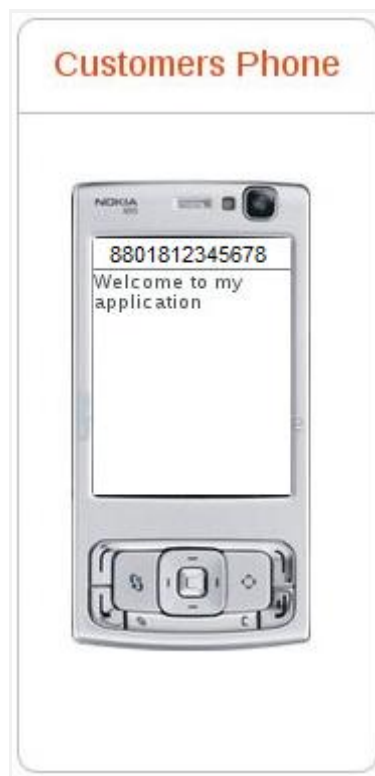 Customers Phone
NOKIA
8801812345678
Welcome to my
application